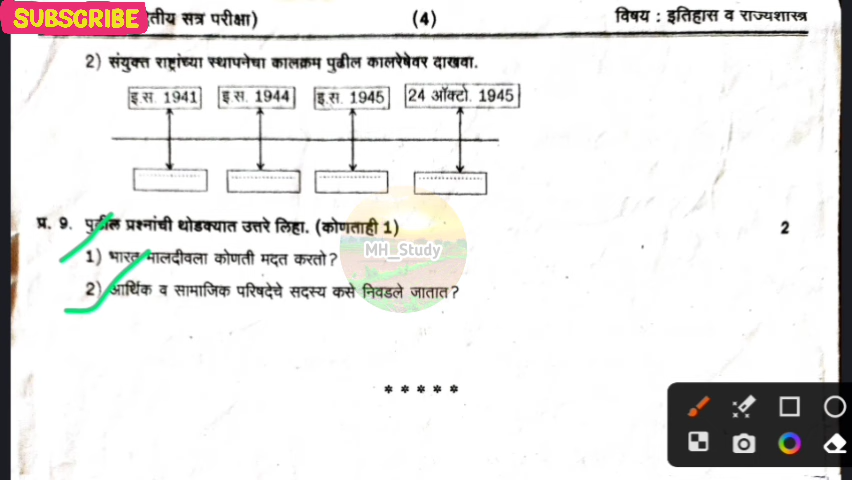 SUBSCRIBE
तीय सत्र परीक्षा) (4) विषय : इतिहास व राज्यशास्त्र
2) संयुक्त राष्ट्रांच्या स्थापनेचा कालक्रम पुढील कालरेषेवर दाखवा.
इ.स. 1941 इ.स. 1944 इ.स. 1945 24 ऑक्टो. 1945
प्र. 9. पुढील प्रश्नांची थोडक्यात उत्तरे लिहा. (कोणताही 1) 2
1) भारत मालदीवला कोणती मदत करतो?
MH_Study
2) आर्थिक व सामाजिक परिषदेचे सदस्य कसे निवडले जातात?
* * * * *